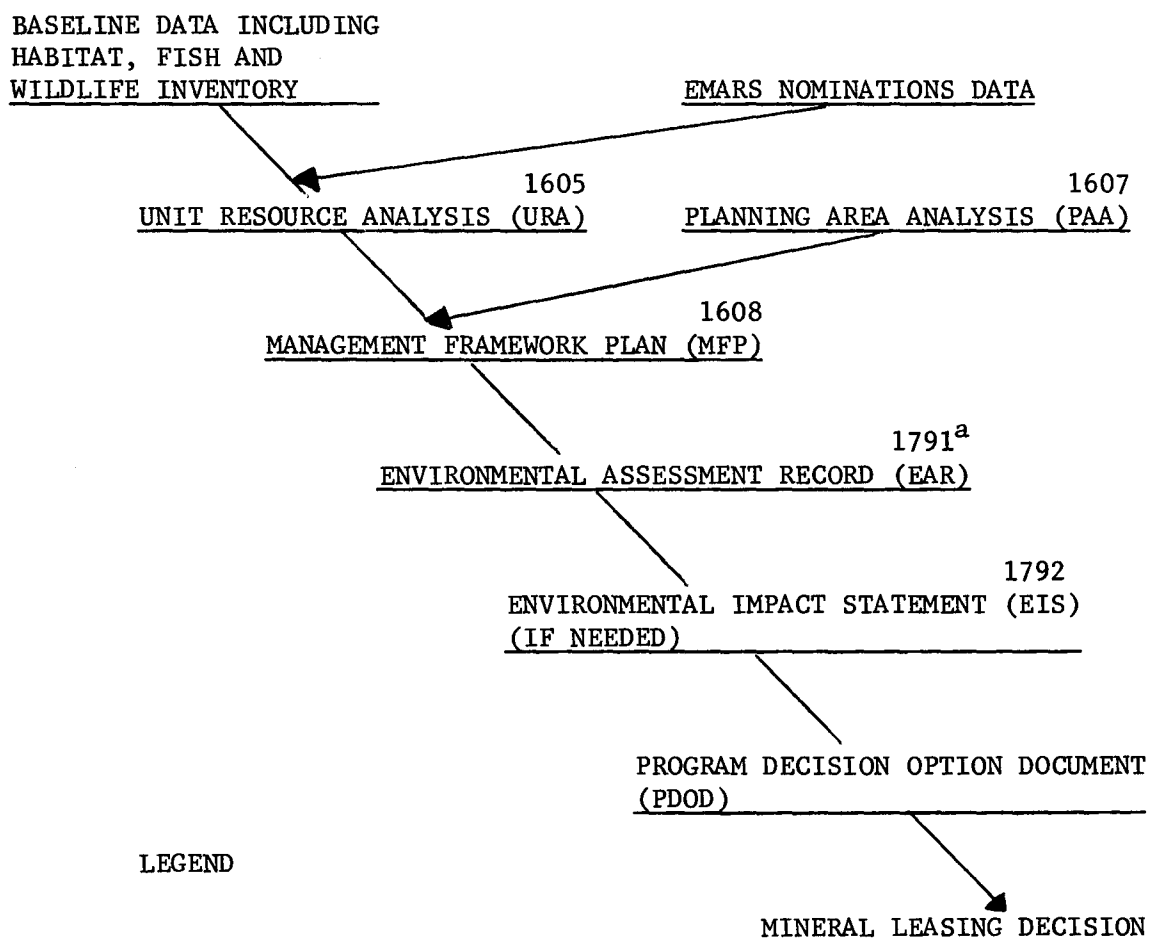 BASELINE DATA INCLUDING
HABITAT, FISH AND
WILDLIFE INVENTORY
EMARS NOMINATIONS DATA
1605
UNIT RESOURCE ANALYSIS (URA)
1607
PLANNING AREA ANALYSIS (PAA)
1608
MANAGEMENT FRAMEWORK PLAN (MFP)
1791a
ENVIRONMENTAL ASSESSMENT RECORD (EAR)
1792
ENVIRONMENTAL IMPACT STATEMENT (EIS)
(IF NEEDED)
PROGRAM DECISION OPTION DOCUMENT
(PDOD)
LEGEND
MINERAL LEASING DECISION